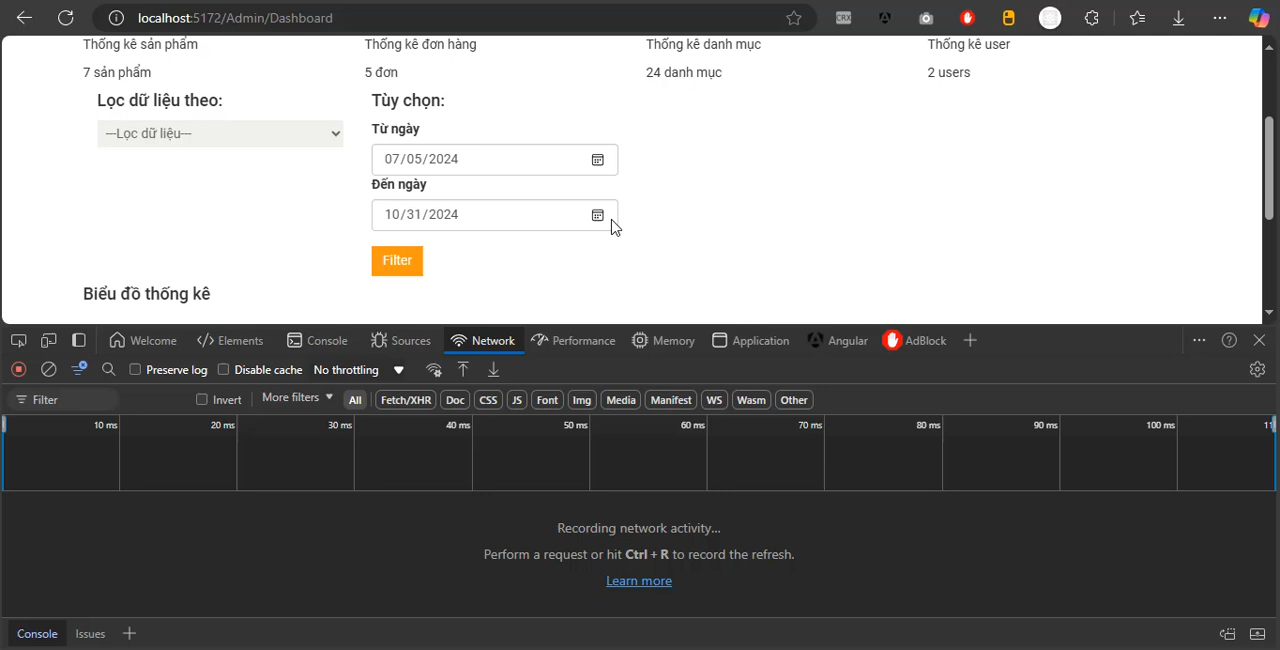 localhost:5172/Admin/Dashboard
CRX
Thống kê sản phẩm Thống kê đơn hàng Thống kê danh mục Thống kê user
7 sản phẩm 5 đơn 24 danh mục 2 users
Lọc dữ liệu theo: Tùy chọn:
---Lọc dữ liệu---
Từ ngày
07/05/2024
Đến ngày
10/31/2024
Filter
Biểu đồ thống kê
Welcome Elements Console Sources Network Performance Memory Application Angular AdBlock
Preserve log Disable cache No throttling
Filter Invert More filters All Fetch/XHR Doc CSS JS Font Img Media Manifest WS Wasm Other
10 ms 20 ms 30 ms 40 ms 50 ms 60 ms 70 ms 80 ms 90 ms 100 ms
Recording network activity...
Perform a request or hit Ctrl + R to record the refresh.
Learn more
Console Issues